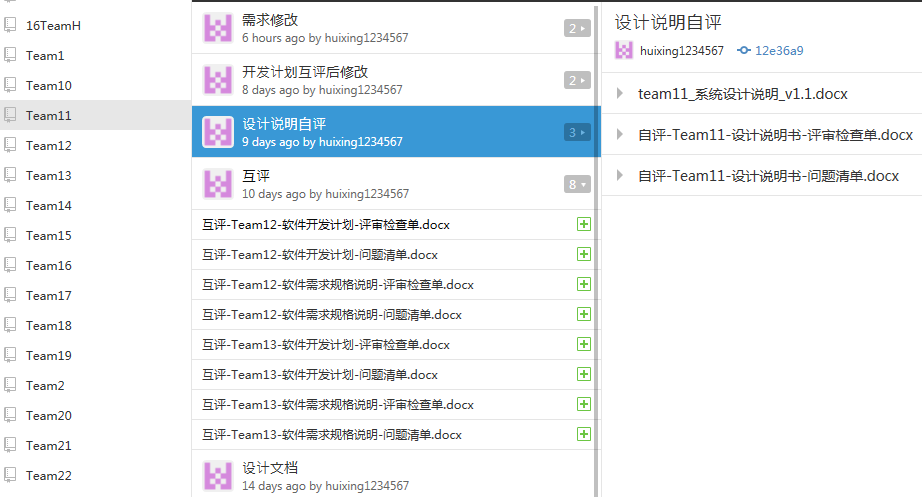 16TeamH
Team1
Team10
Team11
Team12
Team13
Team14
Team15
Team16
Team17
Team18
Team19
Team2
Team20
Team21
Team22
需求修改
6 hours ago by huixing1234567
2
开发计划互评后修改
8 days ago by huixing1234567
2
设计说明自评
9 days ago by huixing1234567
3
互评
10 days ago by huixing1234567
8
互评-Team12-软件开发计划-评审检查单.docx
互评-Team12-软件开发计划-问题清单.docx
互评-Team12-软件需求规格说明-评审检查单.docx
互评-Team12-软件需求规格说明-问题清单.docx
互评-Team13-软件开发计划-评审检查单.docx
互评-Team13-软件开发计划-问题清单.docx
互评-Team13-软件需求规格说明-评审检查单.docx
互评-Team13-软件需求规格说明-问题清单.docx
设计文档
14 days ago by huixing1234567
设计说明自评
huixing1234567 12e36a9
team11_系统设计说明_v1.1.docx
自评-Team11-设计说明书-评审检查单.docx
自评-Team11-设计说明书-问题清单.docx